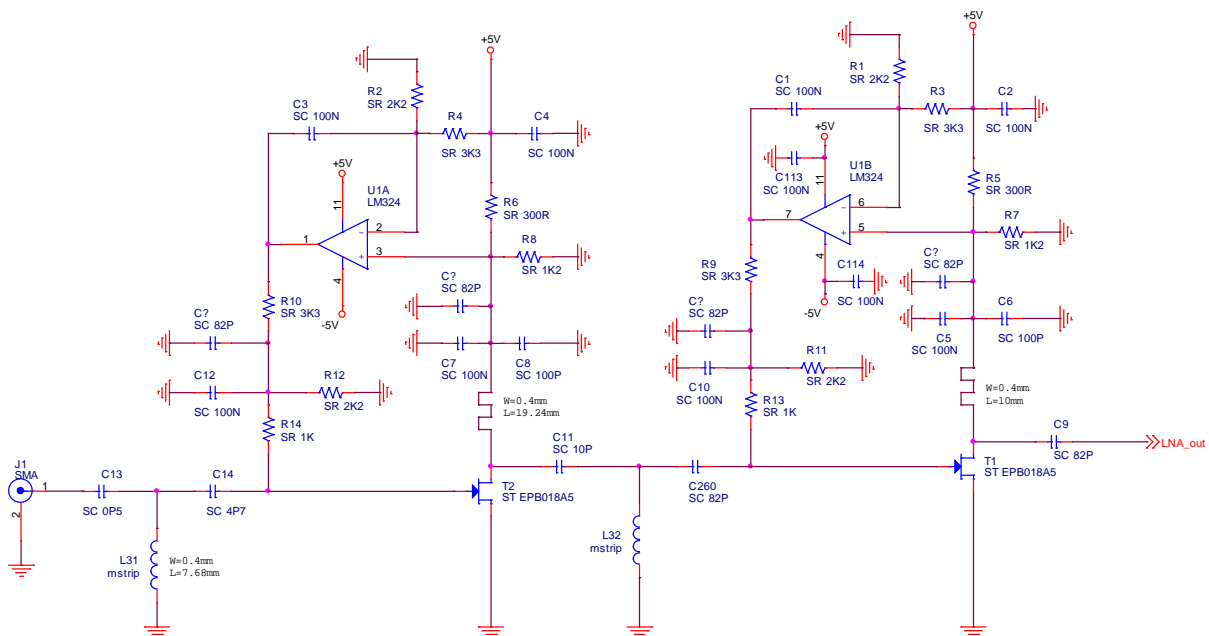 +5V
R2
SR 2K2
C3
SC 100N
R4
SR 3K3
C4
SC 100N
+5V
11
U1A
LM324
1
2
3
4
-5V
R6
SR 300R
R8
SR 1K2
R10
SR 3K3
C?
SC 82P
C?
SC 82P
C7
SC 100N
C8
SC 100P
C12
SC 100N
R12
SR 2K2
R14
SR 1K
W=0.4mm
L=19.24mm
J1
SMA
1
2
C13
SC 0P5
C14
SC 4P7
L31
mstrip
W=0.4mm
L=7.68mm
T2
ST EPB018A5
C11
SC 10P
L32
mstrip
C260
SC 82P
+5V
R1
SR 2K2
C1
SC 100N
R3
SR 3K3
C2
SC 100N
+5V
C113
SC 100N
11
U1B
LM324
7
6
5
4
C114
SC 100N
-5V
R5
SR 300R
R7
SR 1K2
R9
SR 3K3
C?
SC 82P
C?
SC 82P
C5
SC 100N
C6
SC 100P
C10
SC 100N
R11
SR 2K2
R13
SR 1K
W=0.4mm
L=10mm
C9
SC 82P
LNA_out
T1
ST EPB018A5